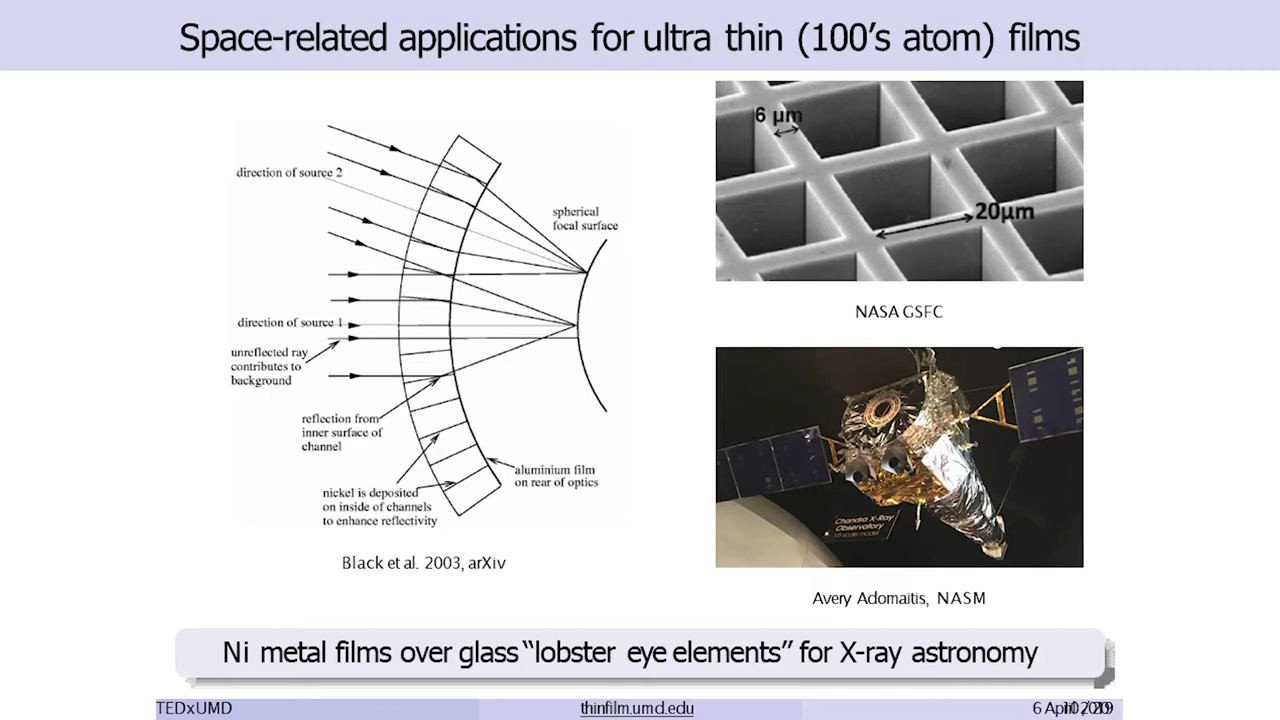 Space-related applications for ultra thin (100's atom) films
direction of source 2
spherical
focal surface
direction of source 1
unreflected ray
contributes to
background
reflection from
inner surface of
channel
aluminium film
on rear of optics
nickel is deposited
on inside of channels
to enhance reflectivity
Black et al. 2003, arXiv
6 µm
20µm
NASA GSFC
Chandra X-Ray
Observatory
Avery Adomaitis, NASM
Ni metal films over glass “lobster eye elements” for X-ray astronomy
TEDxUMD
thinfilm.umd.edu
6 April